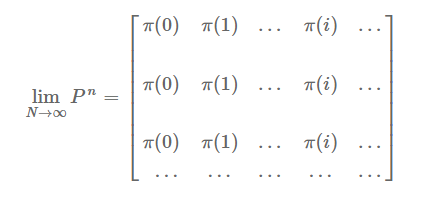 π(0) π(1) … π(i) …
lim P^n = π(0) π(1) … π(i) …
N→∞
π(0) π(1) … π(i) …
… … … … …